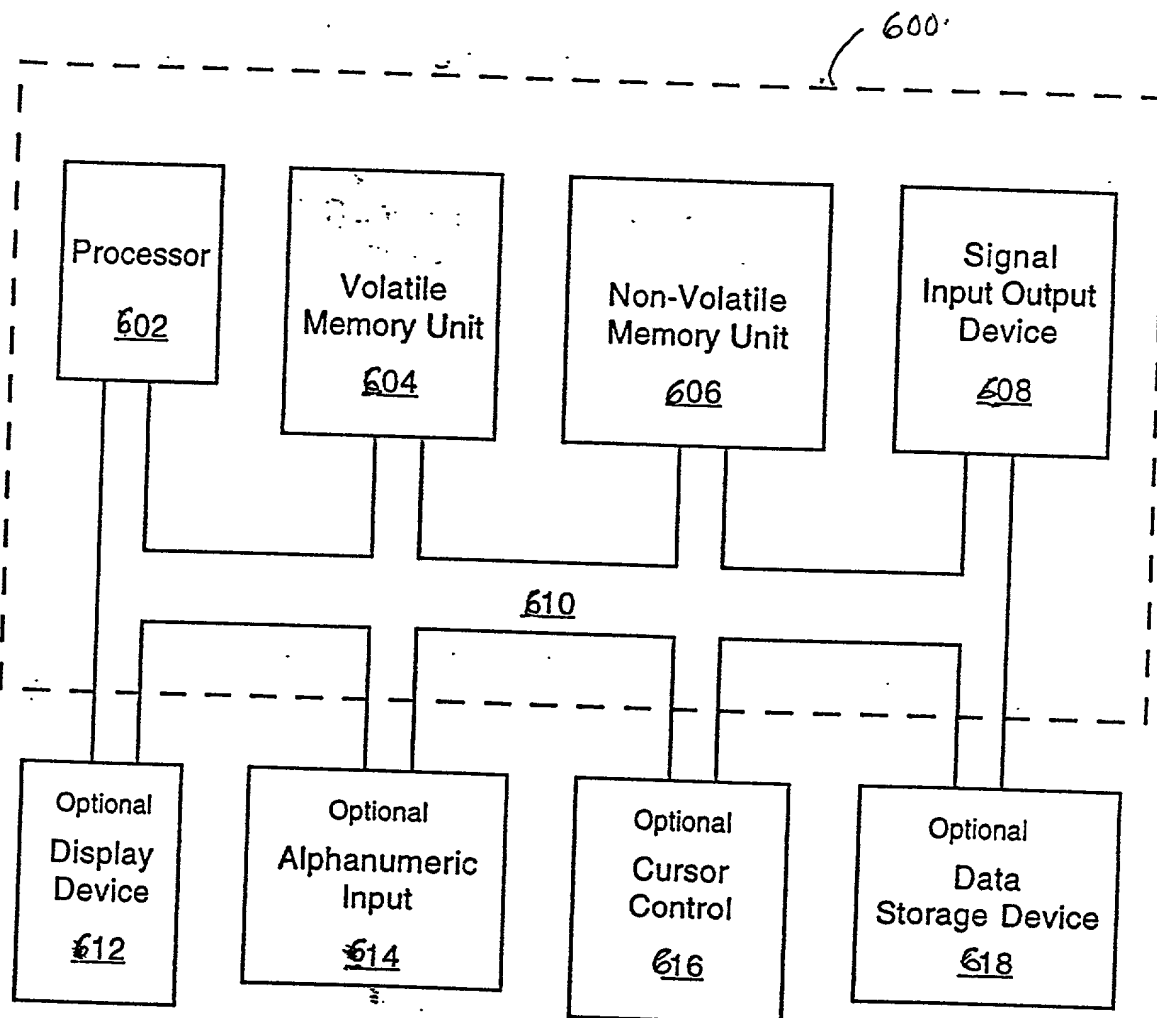 600
Processor
602
Volatile
Memory Unit
604
Non-Volatile
Memory Unit
606
Signal
Input Output
Device
608
610
Optional
Display
Device
612
Optional
Alphanumeric
Input
614
Optional
Cursor
Control
616
Optional
Data
Storage Device
618